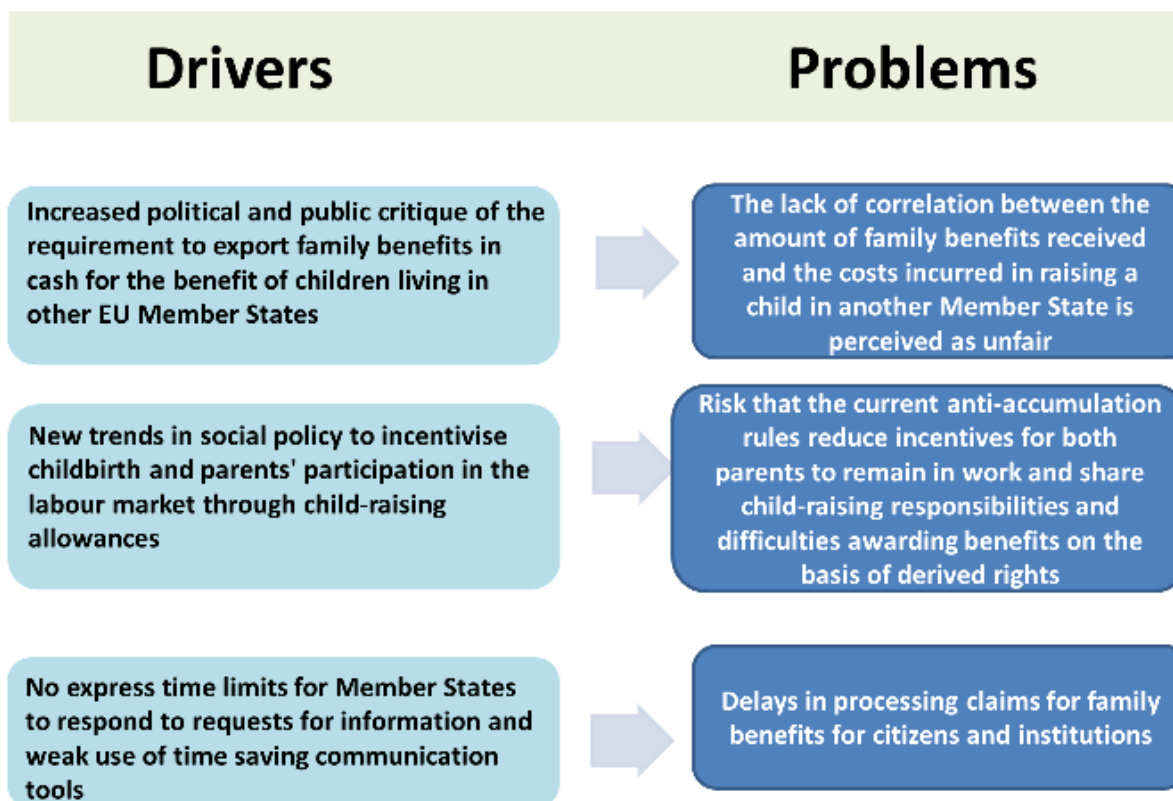 Drivers
Problems
Increased political and public critique of the
requirement to export family benefits in
cash for the benefit of children living in
other EU Member States
The lack of correlation between the
amount of family benefits received
and the costs incurred in raising a
child in another Member State is
perceived as unfair
New trends in social policy to incentivise
childbirth and parents' participation in the
labour market through child-raising
allowances
Risk that the current anti-accumulation
rules reduce incentives for both
parents to remain in work and share
child-raising responsibilities and
difficulties awarding benefits on the
basis of derived rights
No express time limits for Member States
to respond to requests for information and
weak use of time saving communication
tools
Delays in processing claims for family
benefits for citizens and institutions